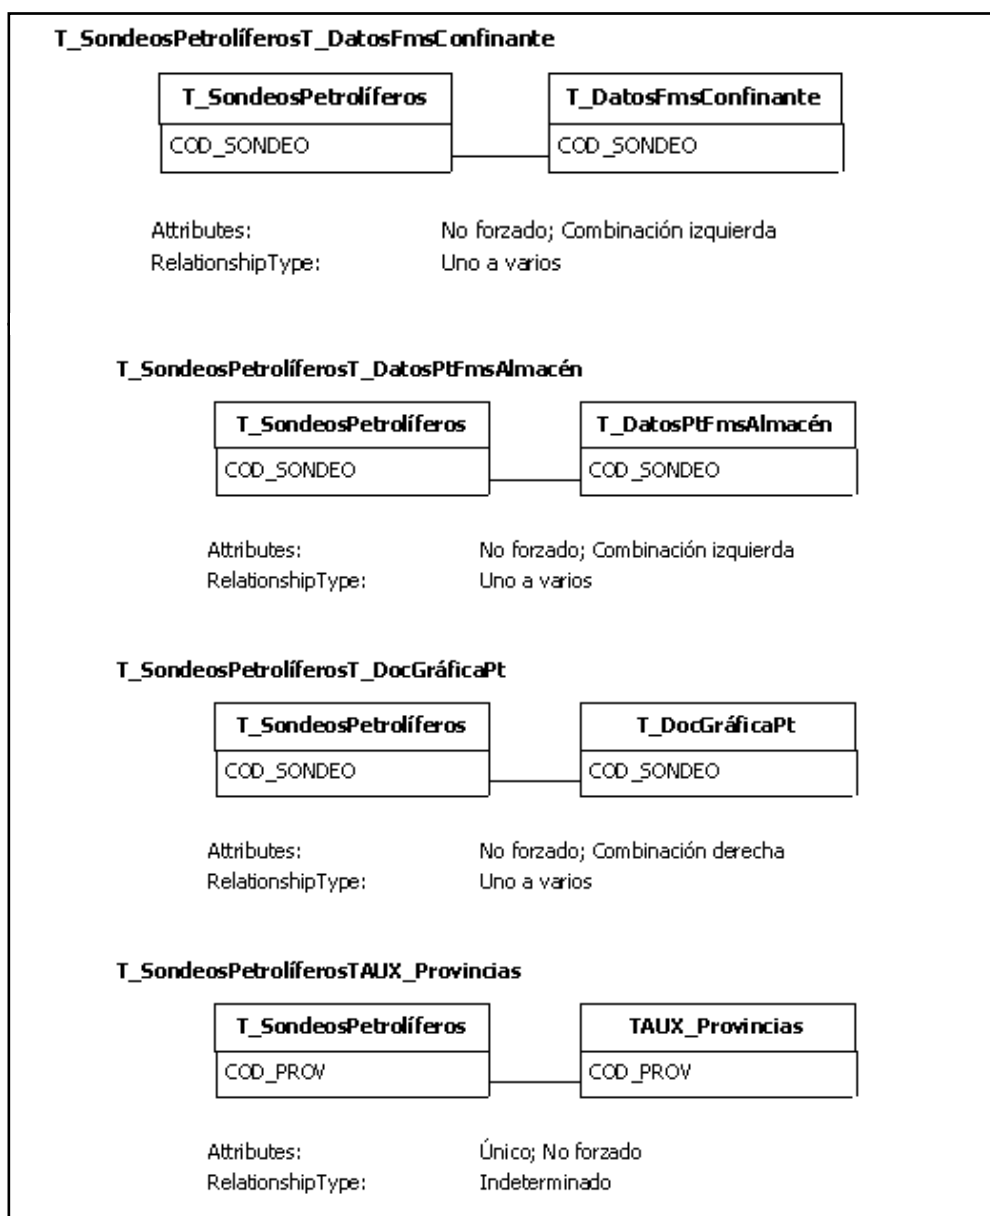 T_SondeosPetrolíferosT_DatosFmsConfinante
T_SondeosPetrolíferos T_DatosFmsConfinante
COD_SONDEO COD_SONDEO
Attributes: No forzado; Combinación izquierda
RelationshipType: Uno a varios
T_SondeosPetrolíferosT_DatosPtFmsAlmacén
T_SondeosPetrolíferos T_DatosPtFmsAlmacén
COD_SONDEO COD_SONDEO
Attributes: No forzado; Combinación izquierda
RelationshipType: Uno a varios
T_SondeosPetrolíferosT_DocGráficaPt
T_SondeosPetrolíferos T_DocGráficaPt
COD_SONDEO COD_SONDEO
Attributes: No forzado; Combinación derecha
RelationshipType: Uno a varios
T_SondeosPetrolíferosTAUX_Provincias
T_SondeosPetrolíferos TAUX_Provincias
COD_PROV COD_PROV
Attributes: Único; No forzado
RelationshipType: Indeterminado